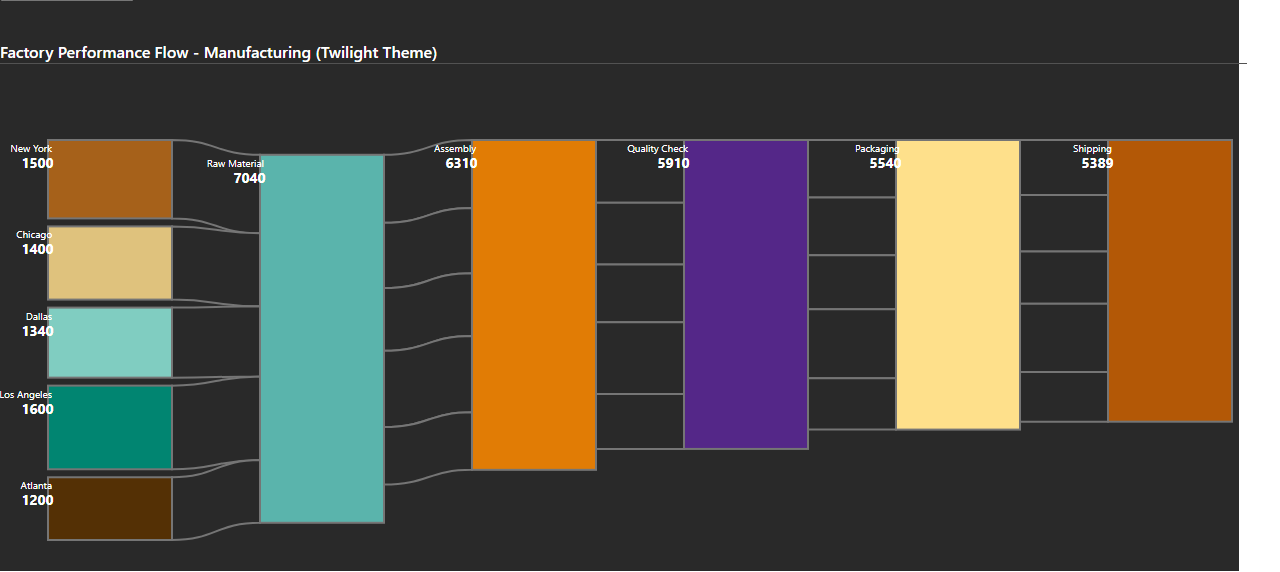 Factory Performance Flow - Manufacturing (Twilight Theme)
New York
1500
Raw Material
7040
Assembly
6310
Quality Check
5910
Packaging
5540
Shipping
5389
Chicago
1400
Dallas
1340
Los Angeles
1600
Atlanta
1200